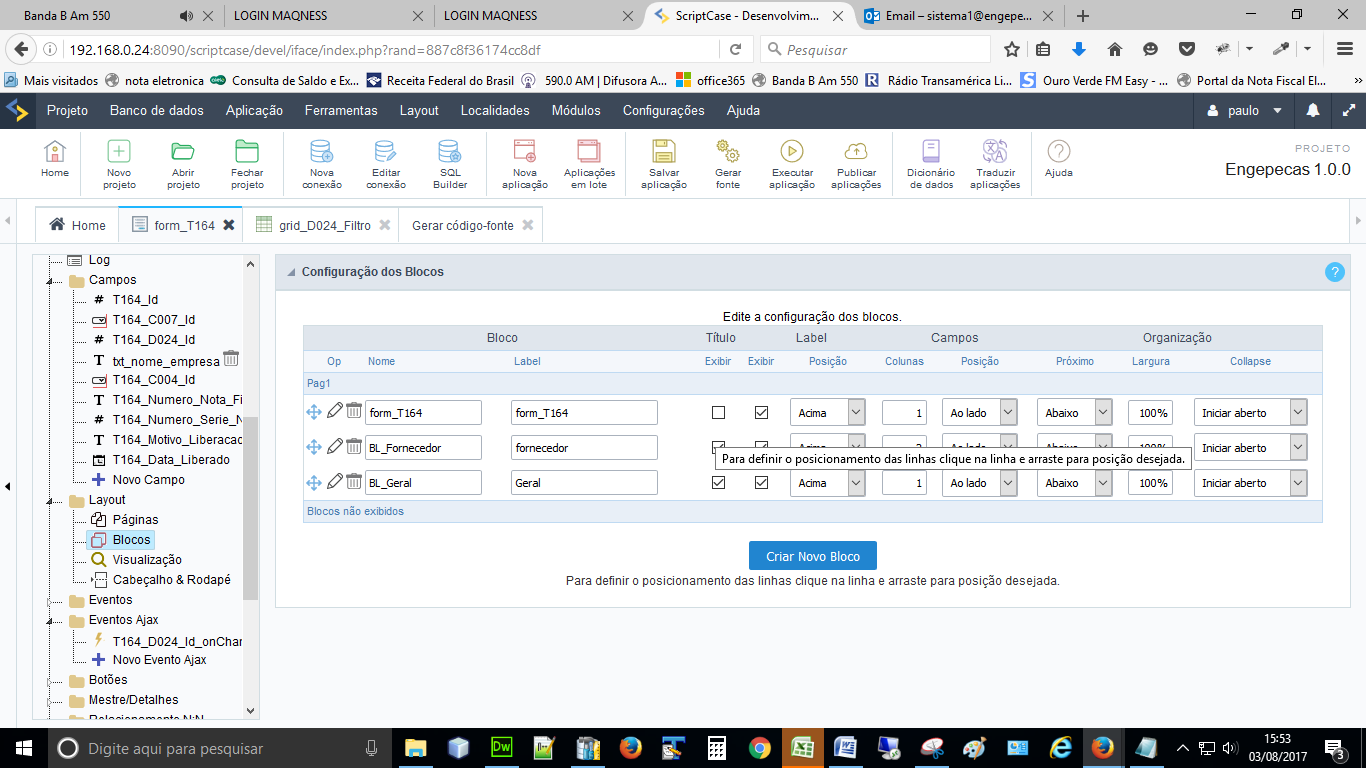 Banda B Am 550
LOGIN MAQNESS
LOGIN MAQNESS
ScriptCase - Desenvolvim...
Email – sistema1@engepe...
192.168.0.24:8090/scriptcase/devel/iface/index.php?rand=887c8f36174cc8df
Pesquisar
Mais visitados
nota eletronica
Consulta de Saldo e Ex...
Receita Federal do Brasil
590.0 AM | Difusora A...
office365
Banda B Am 550
Rádio Transamérica Li...
Ouro Verde FM Easy - ...
Portal da Nota Fiscal El...
Projeto
Banco de dados
Aplicação
Ferramentas
Layout
Localidades
Módulos
Configurações
Ajuda
paulo
Home
Novo projeto
Abrir projeto
Fechar projeto
Nova conexão
Editar conexão
SQL Builder
Nova aplicação
Aplicações em lote
Salvar aplicação
Gerar fonte
Executar aplicação
Publicar aplicações
Dicionário de dados
Traduzir aplicações
Ajuda
PROJETO
Engepecas 1.0.0
Home
form_T164
grid_D024_Filtro
Gerar código-fonte
Log
Campos
T164_Id
T164_C007_Id
T164_D024_Id
txt_nome_empresa
T164_C004_Id
T164_Numero_Nota_Fi
T164_Numero_Serie_N
T164_Motivo_Liberacao
T164_Data_Liberado
Novo Campo
Layout
Páginas
Blocos
Visualização
Cabeçalho & Rodapé
Eventos
Eventos Ajax
T164_D024_Id_onChan
Novo Evento Ajax
Botões
Mestre/Detalhes
Relacionamento N:N
Configuração dos Blocos
?
Edite a configuração dos blocos.
Bloco Título Label Campos Organização
Op Nome Label Exibir Exibir Posição Colunas Posição Próximo Largura Collapse
Pag1
form_T164 form_T164 Acima 1 Ao lado Abaixo 100% Iniciar aberto
BL_Fornecedor fornecedor Iniciar aberto
Para definir o posicionamento das linhas clique na linha e arraste para posição desejada.
BL_Geral Geral Acima 1 Ao lado Abaixo 100% Iniciar aberto
Blocos não exibidos
Criar Novo Bloco
Para definir o posicionamento das linhas clique na linha e arraste para posição desejada.
Digite aqui para pesquisar
Dw
15:53
03/08/2017
3